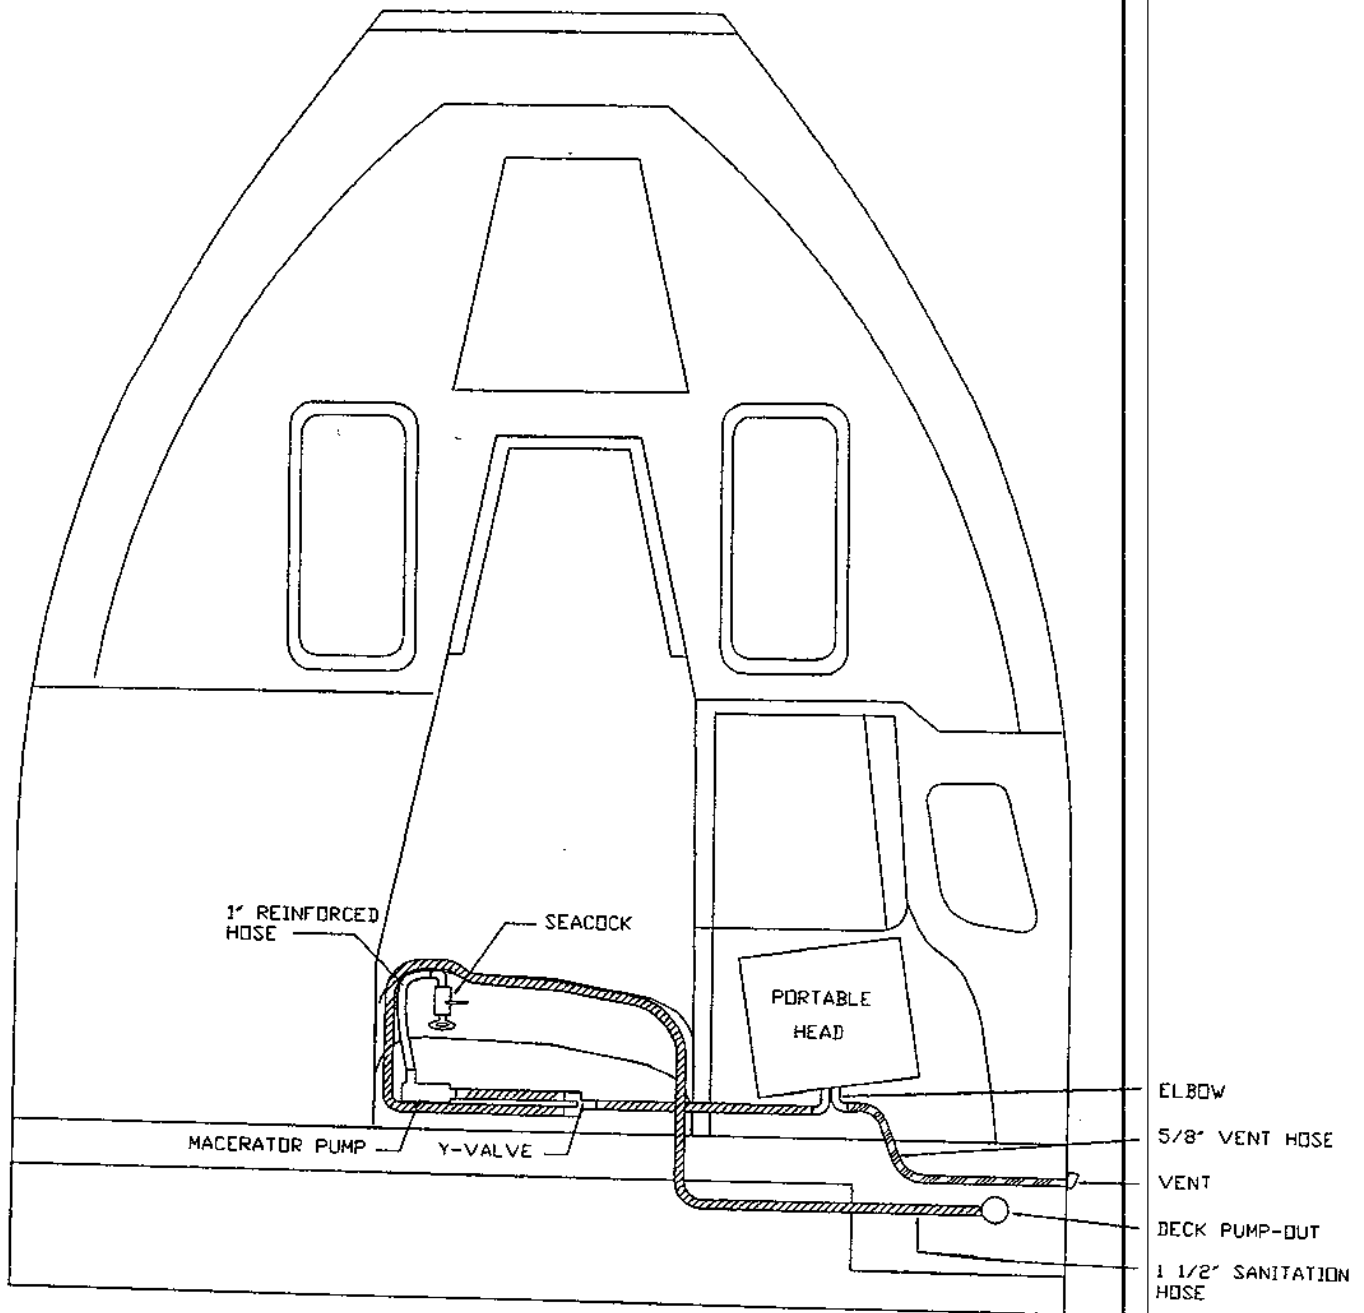 1" REINFORCED
HOSE
SEACOCK
PORTABLE
HEAD
ELBOW
5/8" VENT HOSE
MACERATOR PUMP
Y-VALVE
VENT
DECK PUMP-OUT
1 1/2" SANITATION
HOSE